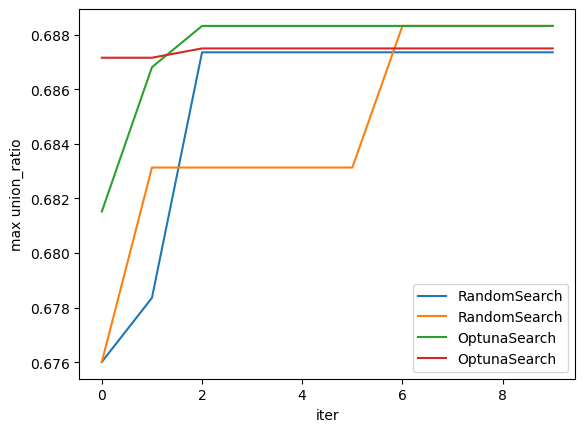 max union_ratio
0.688
0.686
0.684
0.682
0.680
0.678
0.676
RandomSearch
RandomSearch
OptunaSearch
OptunaSearch
0 2 4 6 8
iter